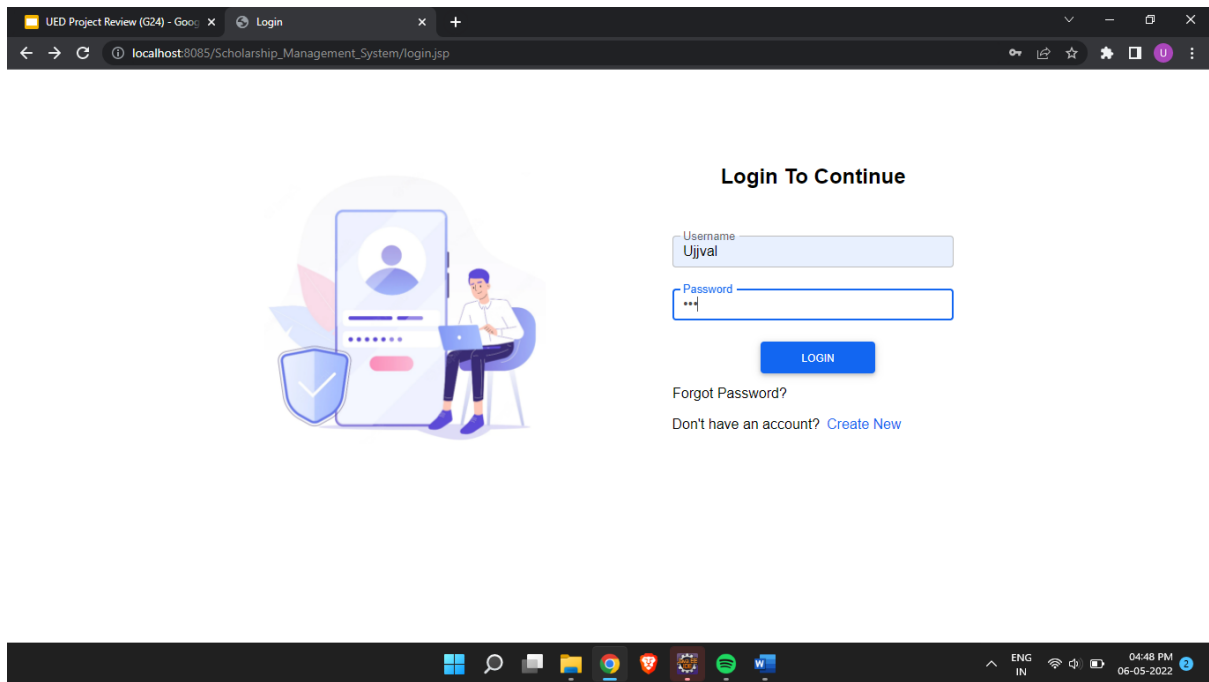 UED Project Review (G24) - Goog
Login
localhost:8085/Scholarship_Management_System/login.jsp
U
Login To Continue
Username
Ujjval
Password
•••
LOGIN
Forgot Password?
Don't have an account? Create New
ENG
IN
04:48 PM
06-05-2022
2